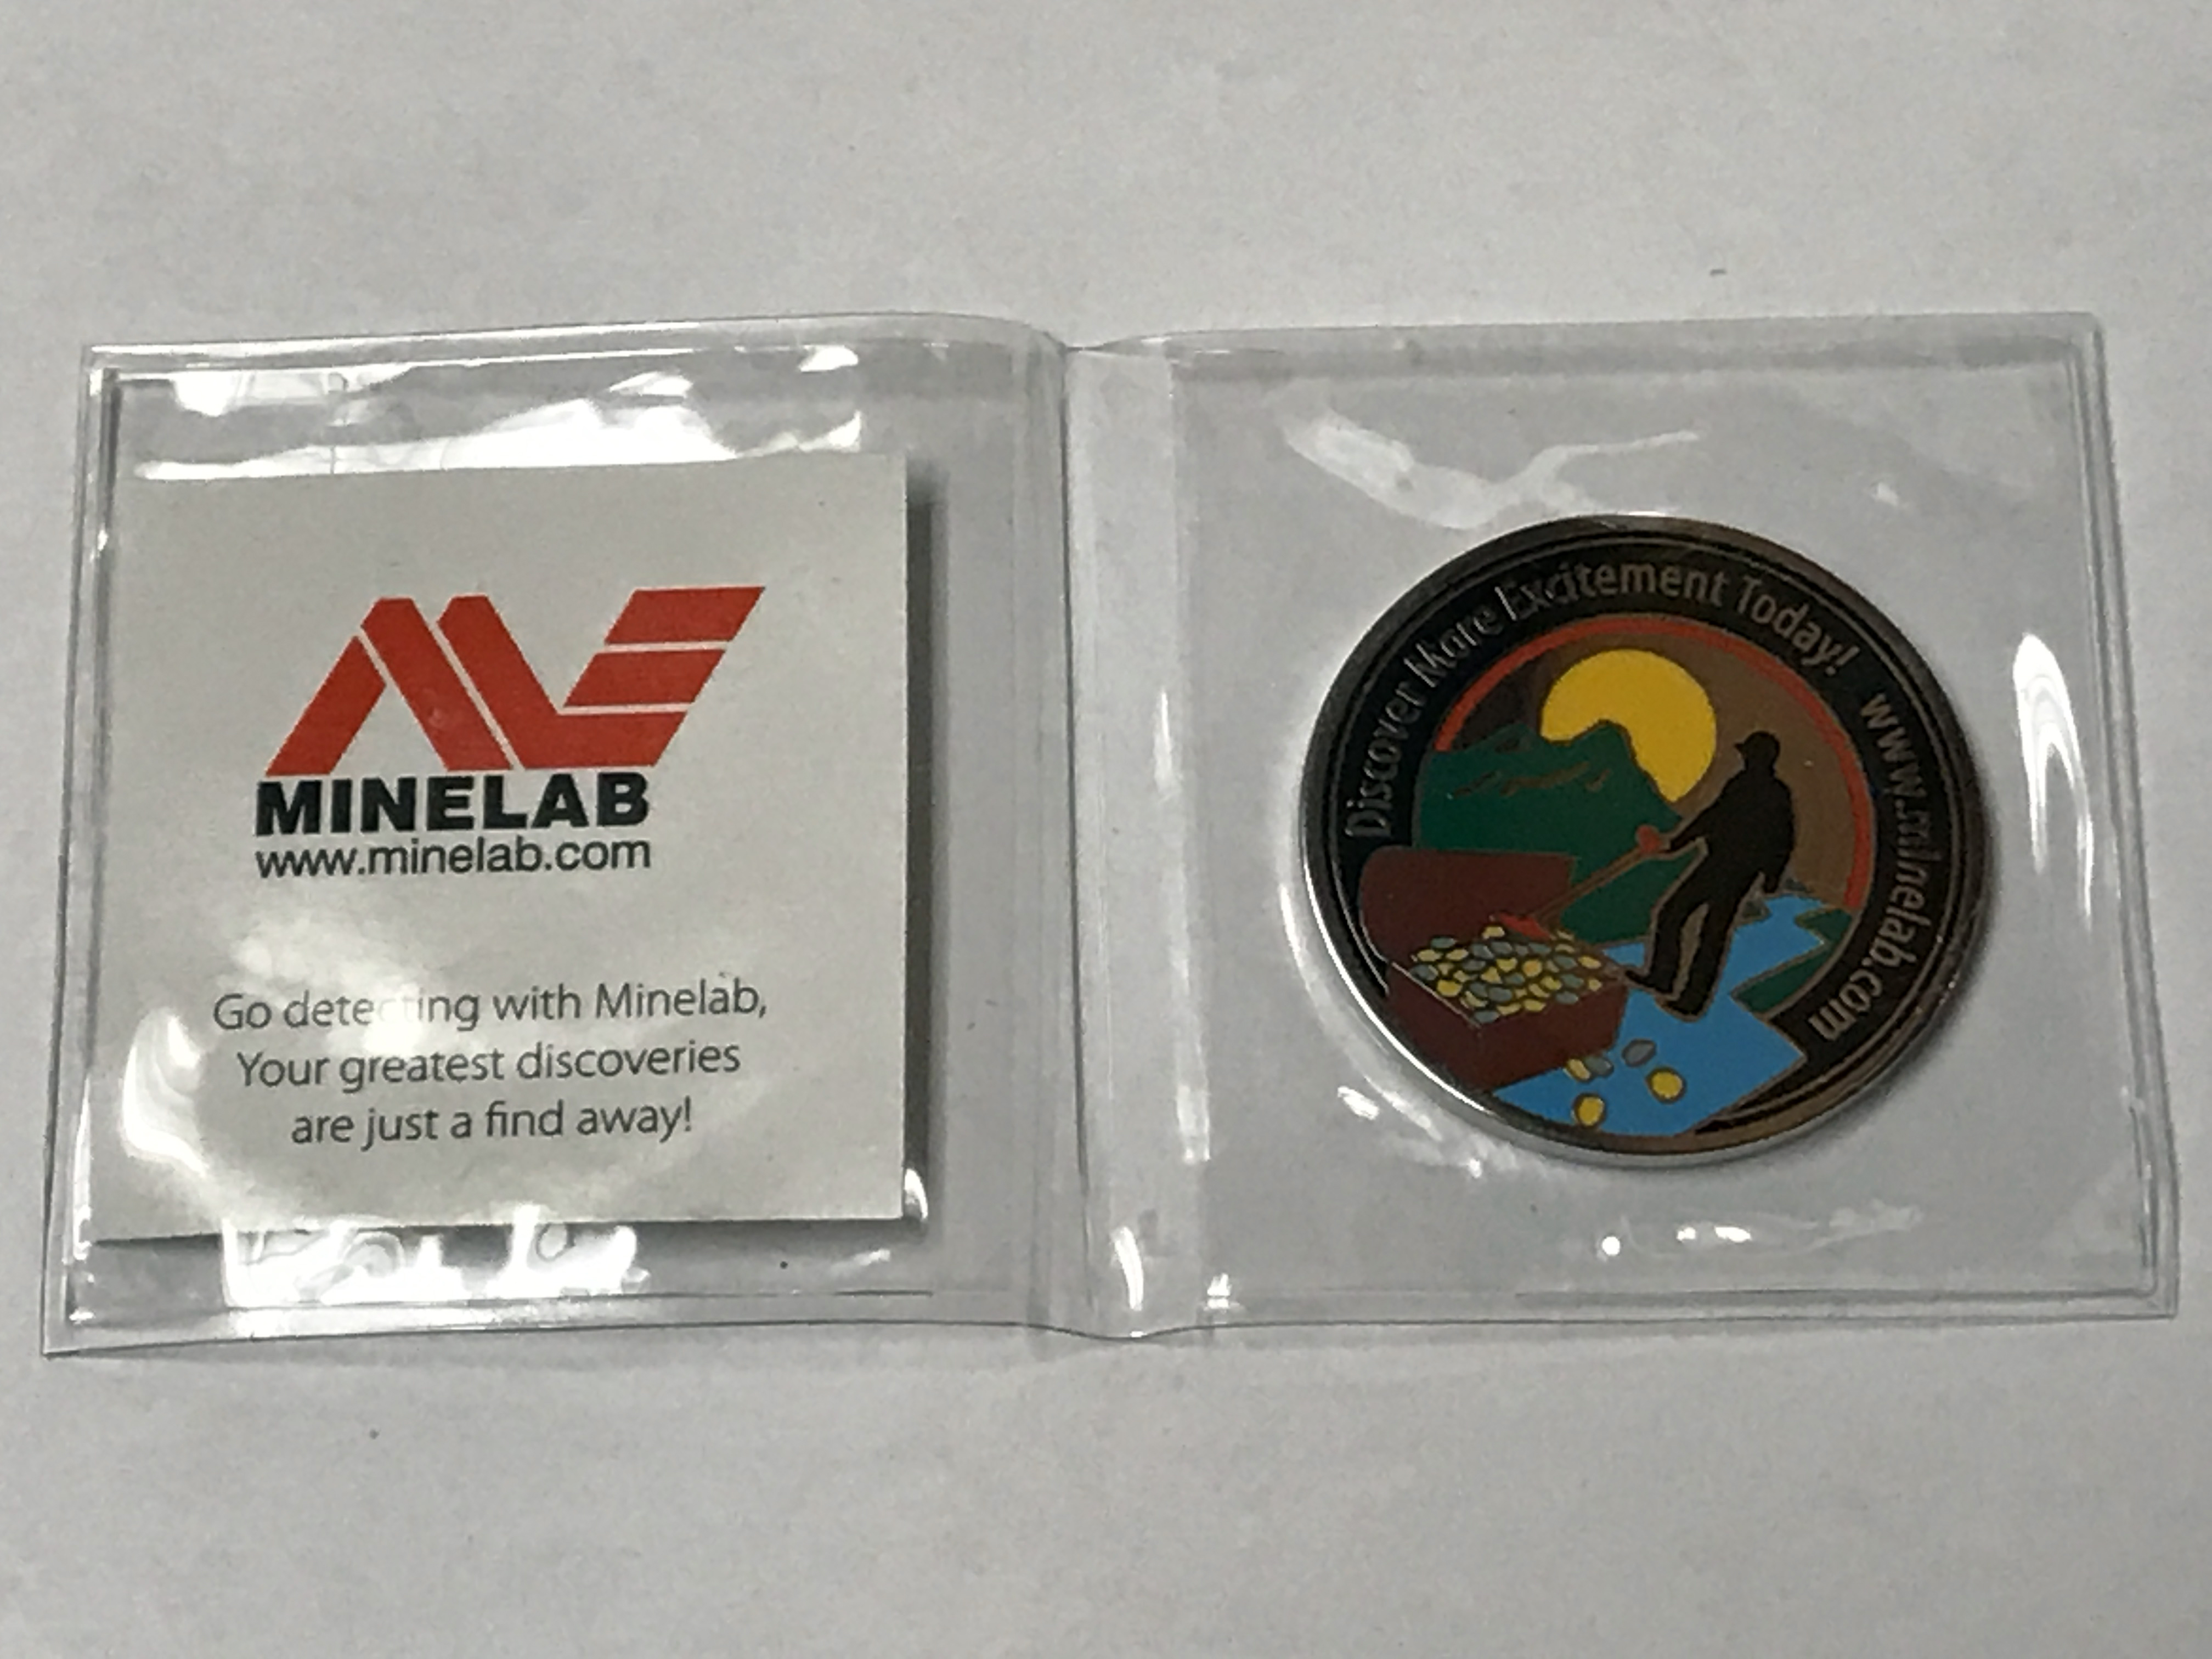 MINELAB
www.minelab.com
Go detecting with Minelab,
Your greatest discoveries
are just a find away!
Discover More Excitement Today!
www.minelab.com